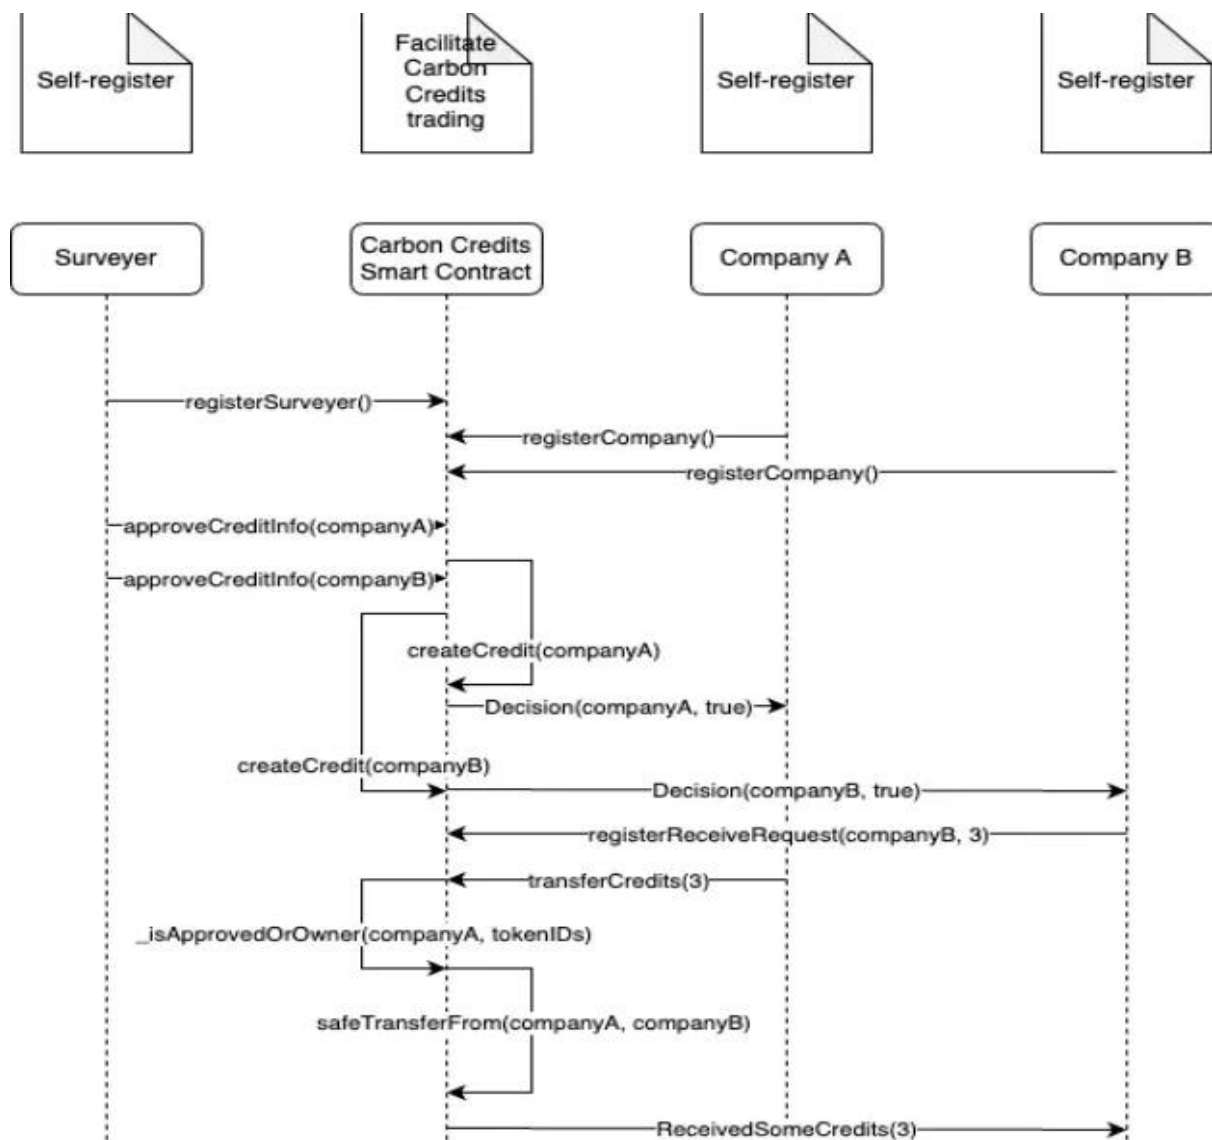 Self-register
Facilitate
Carbon
Credits
trading
Self-register
Self-register
Surveyer
Carbon Credits
Smart Contract
Company A
Company B
registerSurveyer()
registerCompany()
registerCompany()
approveCreditInfo(companyA)
approveCreditInfo(companyB)
createCredit(companyA)
Decision(companyA, true)
createCredit(companyB)
Decision(companyB, true)
registerReceiveRequest(companyB, 3)
transferCredits(3)
_isApprovedOrOwner(companyA, tokenIDs)
safeTransferFrom(companyA, companyB)
ReceivedSomeCredits(3)